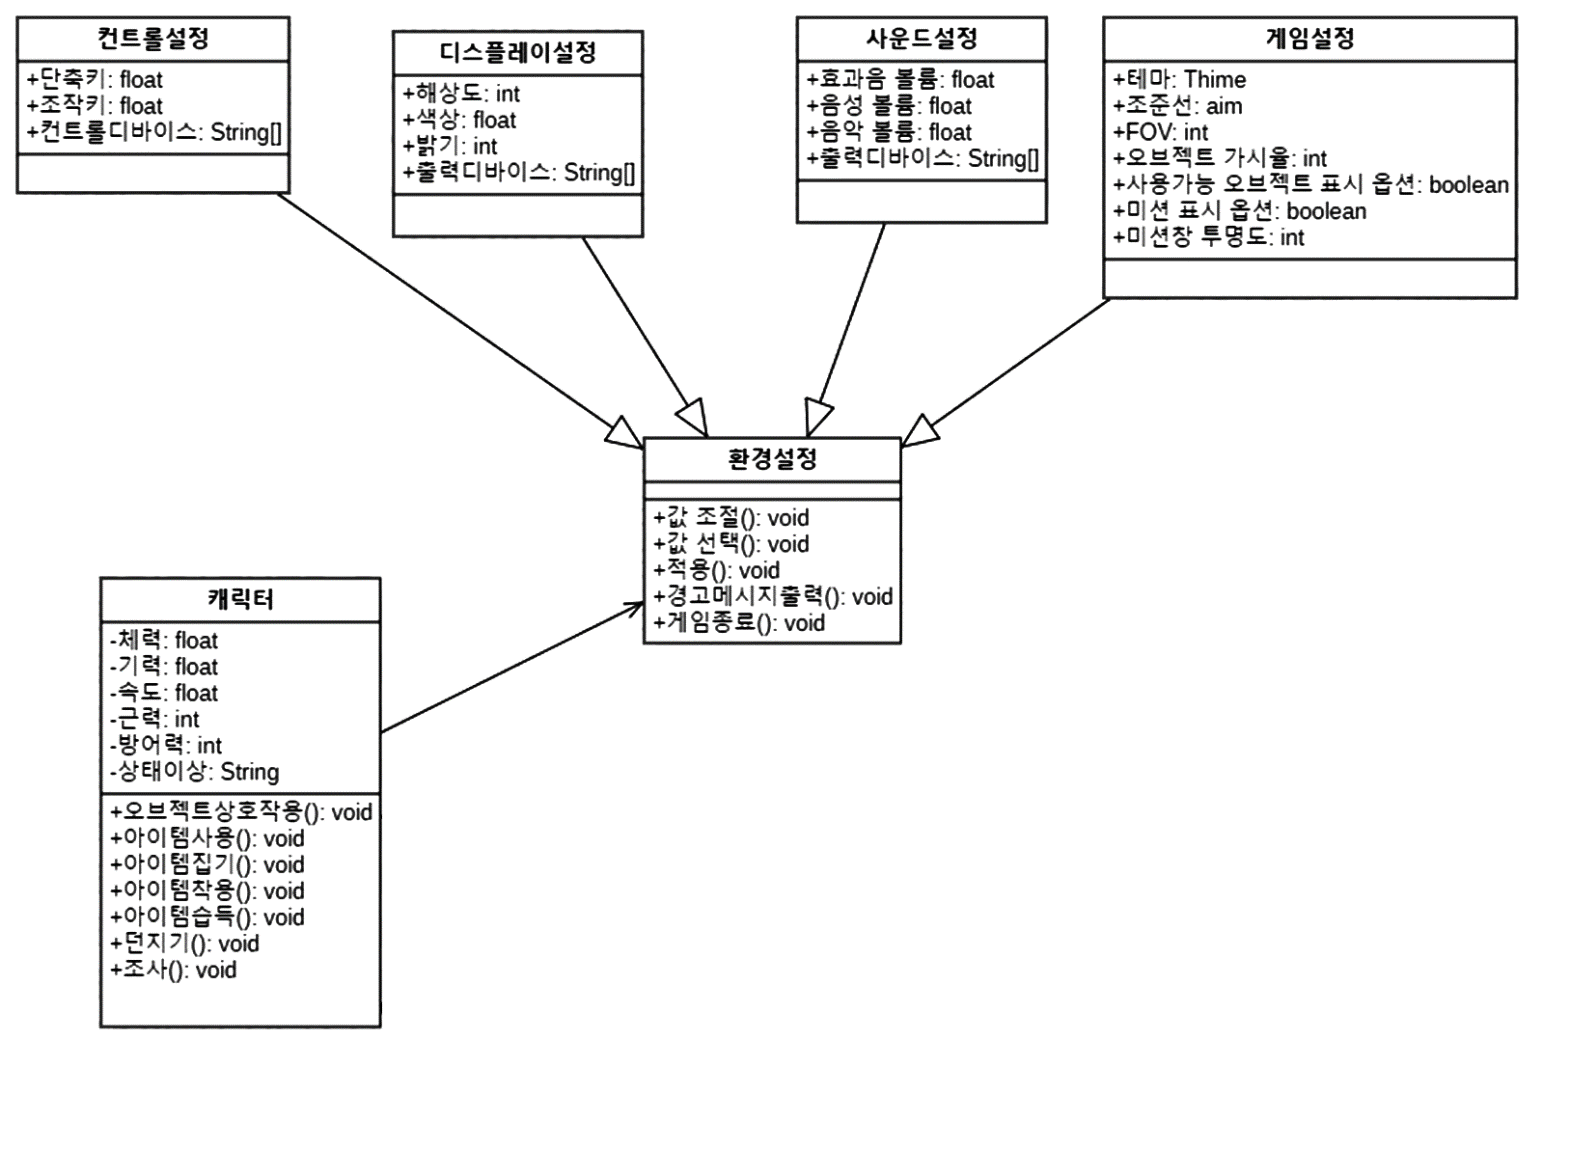 컨트롤설정
+단축키: float
+조작키: float
+컨트롤디바이스: String[]
디스플레이설정
+해상도: int
+색상: float
+밝기: int
+출력디바이스: String[]
사운드설정
+효과음 볼륨: float
+음성 볼륨: float
+음악 볼륨: float
+출력디바이스: String[]
게임설정
+테마: Thime
+조준선: aim
+FOV: int
+오브젝트 가시율: int
+사용가능 오브젝트 표시 옵션: boolean
+미션 표시 옵션: boolean
+미션창 투명도: int
환경설정
+값 조절(): void
+값 선택(): void
+적용(): void
+경고메시지출력(): void
+게임종료(): void
캐릭터
-체력: float
-기력: float
-속도: float
-근력: int
-방어력: int
-상태이상: String
+오브젝트상호작용(): void
+아이템사용(): void
+아이템집기(): void
+아이템착용(): void
+아이템습득(): void
+던지기(): void
+조사(): void